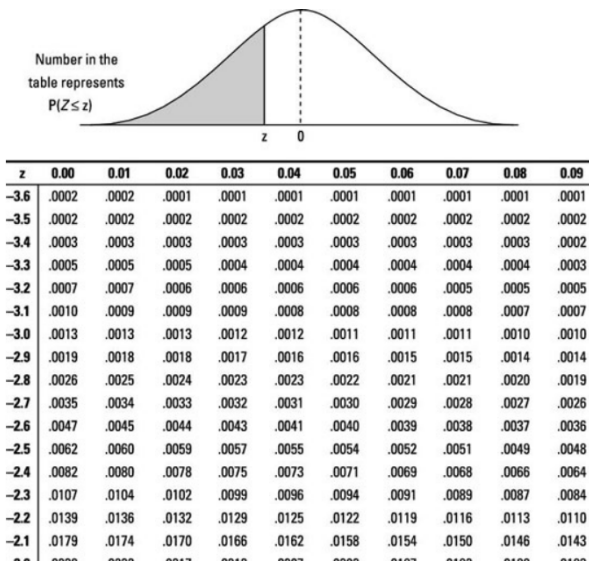 Number in the
table represents
P(Z ≤ z)
z 0
z 0.00 0.01 0.02 0.03 0.04 0.05 0.06 0.07 0.08 0.09
–3.6 .0002 .0002 .0001 .0001 .0001 .0001 .0001 .0001 .0001 .0001
–3.5 .0002 .0002 .0002 .0002 .0002 .0002 .0002 .0002 .0002 .0002
–3.4 .0003 .0003 .0003 .0003 .0003 .0003 .0003 .0003 .0003 .0002
–3.3 .0005 .0005 .0005 .0004 .0004 .0004 .0004 .0004 .0004 .0003
–3.2 .0007 .0007 .0006 .0006 .0006 .0006 .0006 .0005 .0005 .0005
–3.1 .0010 .0009 .0009 .0009 .0008 .0008 .0008 .0008 .0007 .0007
–3.0 .0013 .0013 .0013 .0012 .0012 .0011 .0011 .0011 .0010 .0010
–2.9 .0019 .0018 .0018 .0017 .0016 .0016 .0015 .0015 .0014 .0014
–2.8 .0026 .0025 .0024 .0023 .0023 .0022 .0021 .0021 .0020 .0019
–2.7 .0035 .0034 .0033 .0032 .0031 .0030 .0029 .0028 .0027 .0026
–2.6 .0047 .0045 .0044 .0043 .0041 .0040 .0039 .0038 .0037 .0036
–2.5 .0062 .0060 .0059 .0057 .0055 .0054 .0052 .0051 .0049 .0048
–2.4 .0082 .0080 .0078 .0075 .0073 .0071 .0069 .0068 .0066 .0064
–2.3 .0107 .0104 .0102 .0099 .0096 .0094 .0091 .0089 .0087 .0084
–2.2 .0139 .0136 .0132 .0129 .0125 .0122 .0119 .0116 .0113 .0110
–2.1 .0179 .0174 .0170 .0166 .0162 .0158 .0154 .0150 .0146 .0143